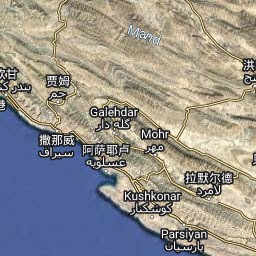 Mand
贾姆
جم
Galehdar
گله دار
撒那威
سیراف
Mohr
مهر
阿萨耶卢
عسلویه
拉默尔德
لامرد
Kushkonar
کوشکنار
Parsiyan
پارسیان